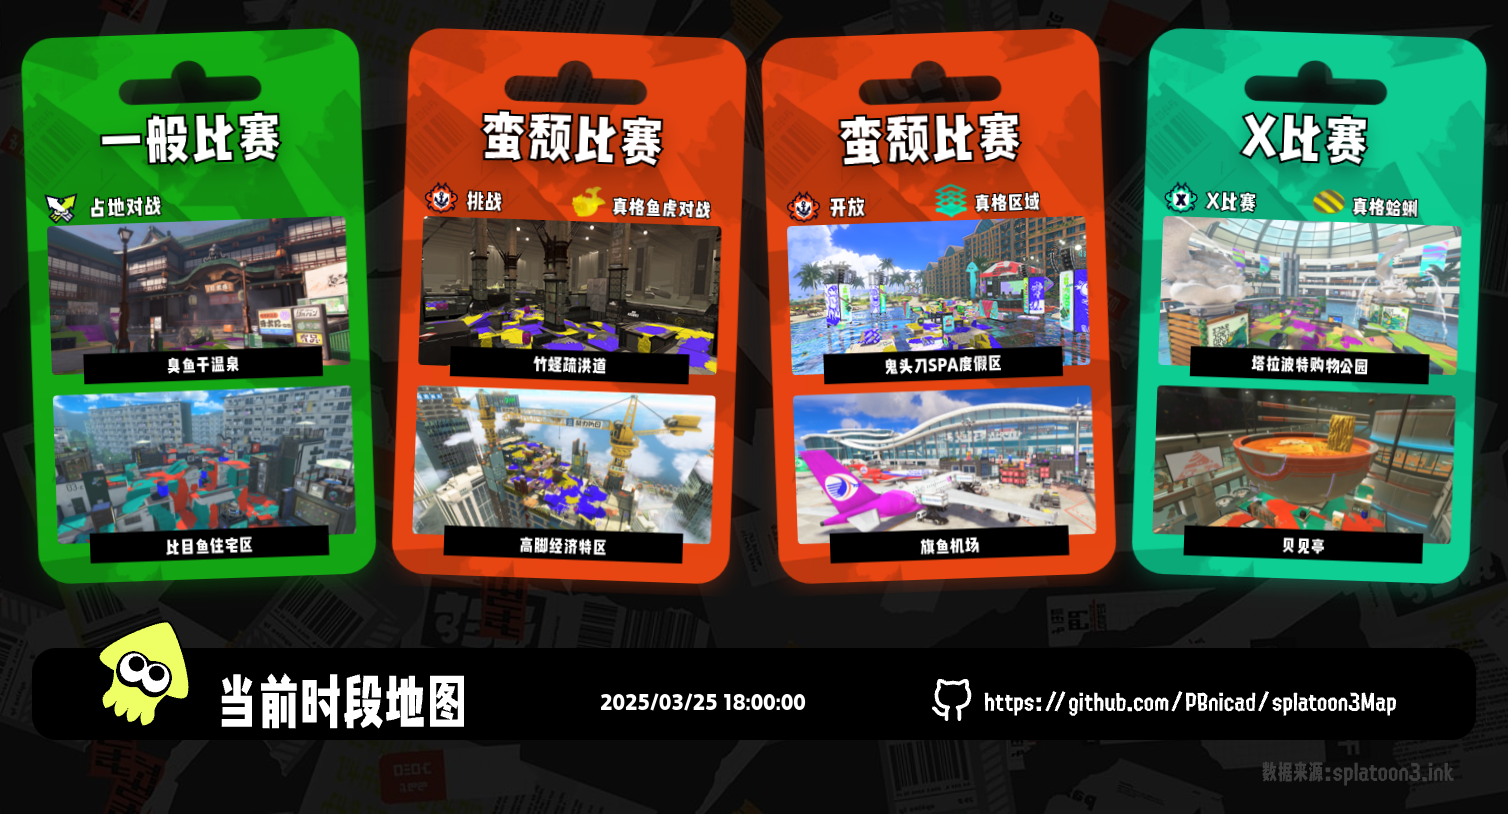 一般比赛
占地对战
臭鱼干温泉
比目鱼住宅区
蛮颓比赛
挑战
真格鱼虎对战
竹蛏疏洪道
高脚经济特区
蛮颓比赛
开放
真格区域
鬼头刀SPA度假区
旗鱼机场
X比赛
X比赛
真格蛤蜊
塔拉波特购物公园
贝见亭
当前时段地图
2025/03/25 18:00:00
https://github.com/PBnicad/splatoon3Map
数据来源:splatoon3.ink